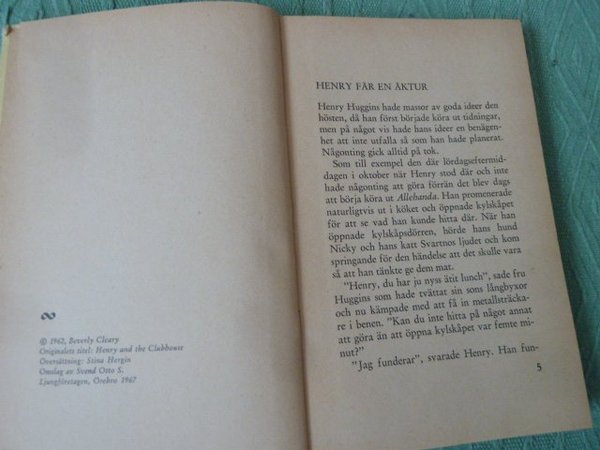 ∞
© 1962, Beverly Cleary
Originalets titel: Henry and the Clubhouse
Översättning: Stina Hergin
Omslag av Svend Otto S.
Ljungföretagen, Örebro 1967
HENRY FÅR EN ÅKTUR
Henry Huggins hade massor av goda ideer den
hösten, då han först började köra ut tidningar,
men på något vis hade hans ideer en benägen-
het att inte utfalla så som han hade planerat.
Någonting gick alltid på tok.
Som till exempel den där lördagseftermid-
dagen i oktober när Henry stod där och inte
hade någonting att göra förrän det blev dags
att börja köra ut Allehanda. Han promenerade
naturligtvis ut i köket och öppnade kylskåpet
för att se vad han kunde hitta där. När han
öppnade kylskåpsdörren, hörde hans hund
Nicky och hans katt Svartnos ljudet och kom
springande för den händelse att det skulle vara
så att han tänkte ge dem mat.
"Henry, du har ju nyss ätit lunch", sade fru
Huggins som hade tvättat sin sons långbyxor
och nu kämpade med att få in metallsträcka-
re i benen. "Kan du inte hitta på något annat
att göra än att öppna kylskåpet var femte mi-
nut?"
"Jag funderar", svarade Henry. Han fun-
5